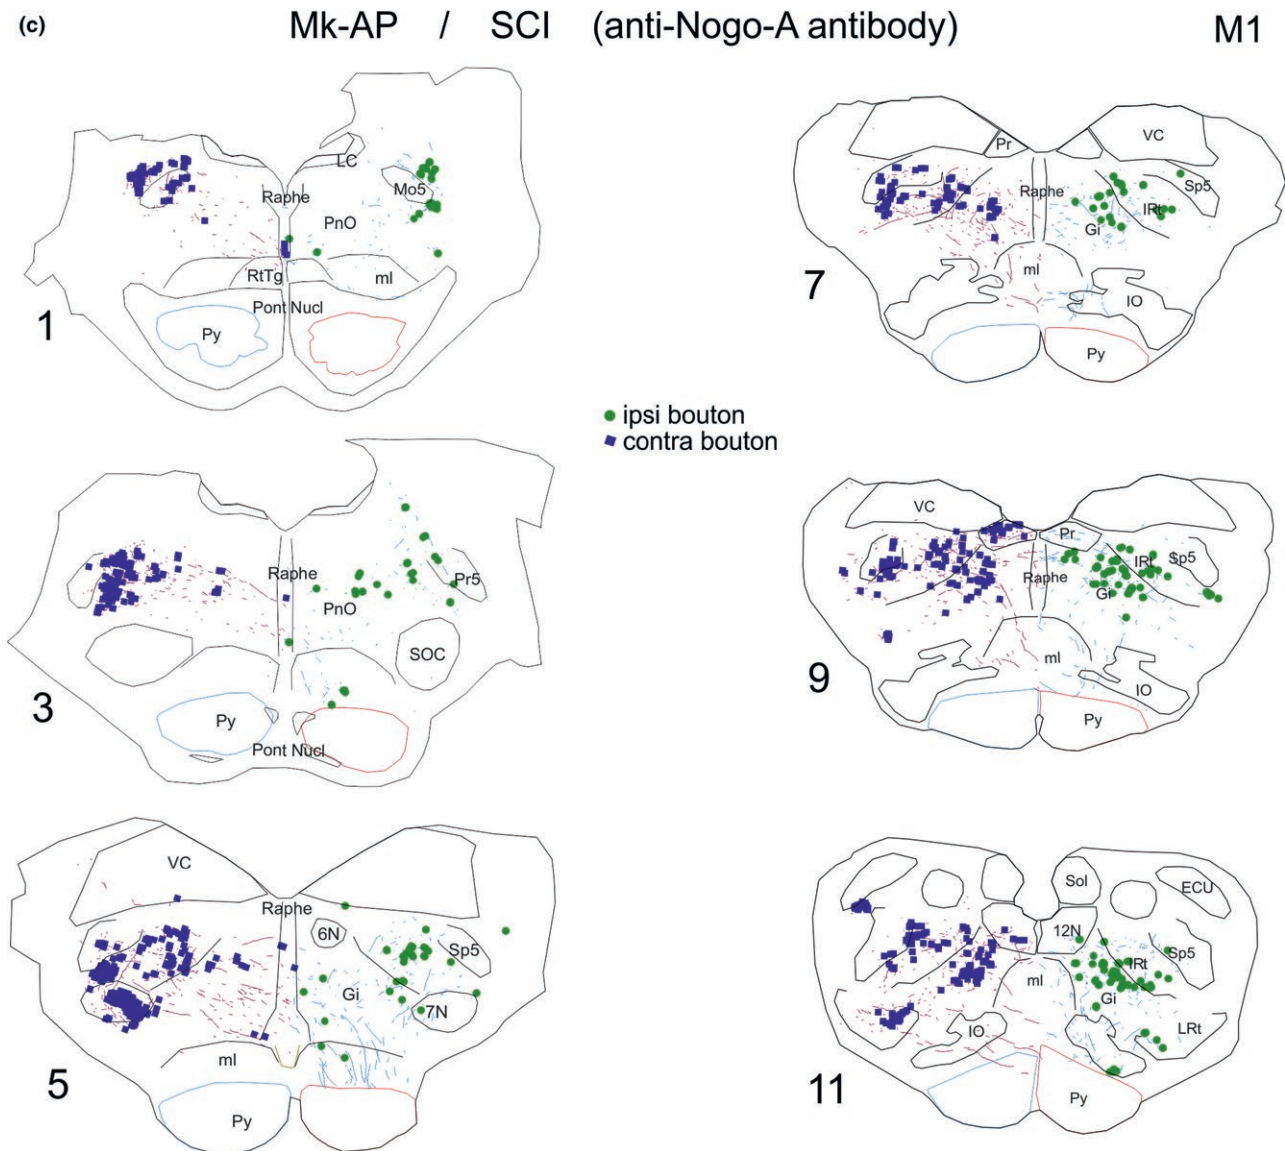 (c) Mk-AP / SCI (anti-Nogo-A antibody) M1
LC
Mo5
Raphe
PnO
RtTg
ml
Pont Nucl
Py
1
VC
Pr
Sp5
Raphe
IRt
Gi
ml
IO
Py
7
ipsi bouton
contra bouton
Raphe
Pr5
PnO
SOC
Py
Pont Nucl
3
VC
Pr
IRt
Sp5
Raphe
Gi
ml
IO
Py
9
VC
Raphe
6N
Sp5
Gi
7N
ml
Py
5
Sol
ECU
12N
IRt
Sp5
ml
Gi
IO
LRt
Py
11